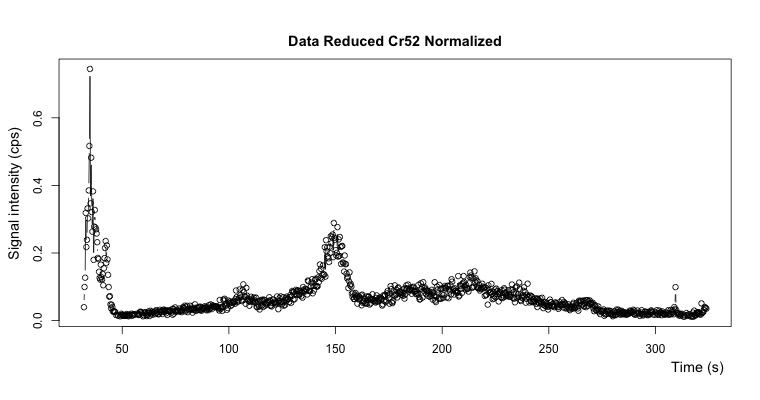 Data Reduced Cr52 Normalized
Signal intensity (cps)
0.6
0.4
0.2
0.0
50 100 150 200 250 300
Time (s)